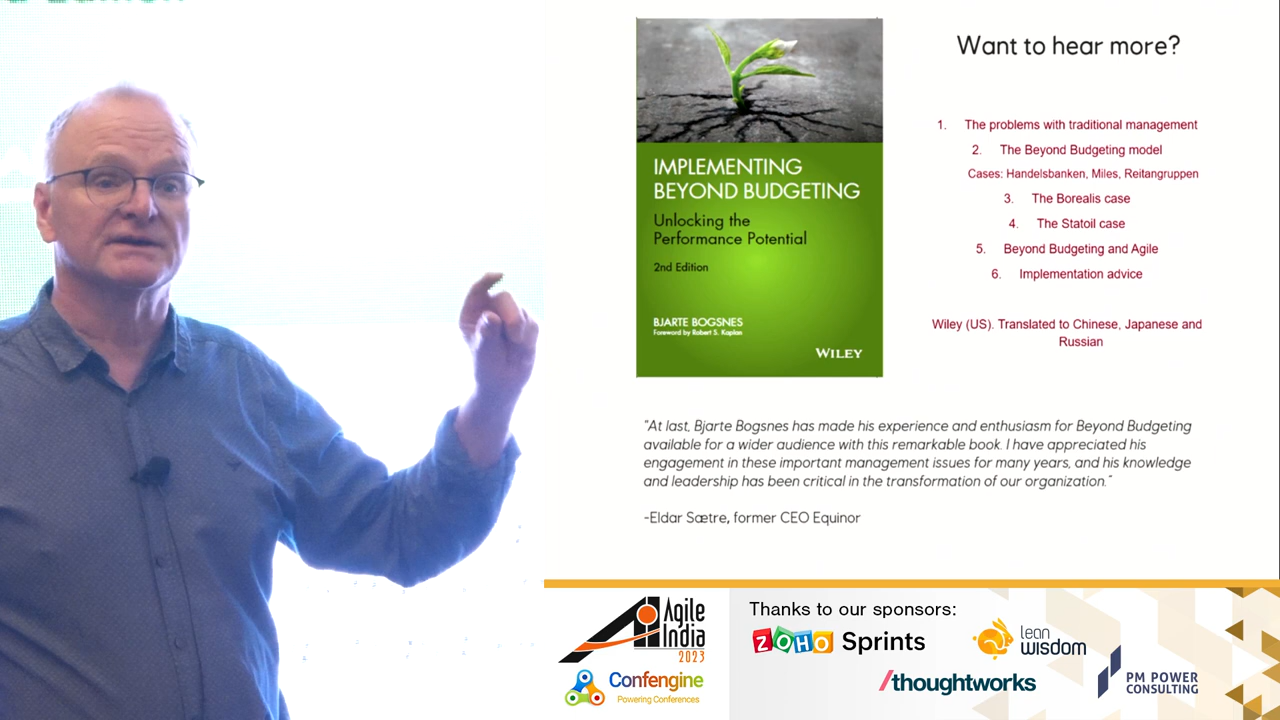 IMPLEMENTING
BEYOND BUDGETING
Unlocking the
Performance Potential
2nd Edition
BJARTE BOGSNES
Foreword by Robert S. Kaplan
WILEY
Want to hear more?
1. The problems with traditional management
2. The Beyond Budgeting model
Cases: Handelsbanken, Miles, Reitangruppen
3. The Borealis case
4. The Statoil case
5. Beyond Budgeting and Agile
6. Implementation advice
Wiley (US). Translated to Chinese, Japanese and
Russian
"At last, Bjarte Bogsnes has made his experience and enthusiasm for Beyond Budgeting
available for a wider audience with this remarkable book. I have appreciated his
engagement in these important management issues for many years, and his knowledge
and leadership has been critical in the transformation of our organization."
-Eldar Sætre, former CEO Equinor
Agile
India
2023
Confengine
Powering Conferences
Thanks to our sponsors:
ZOHO Sprints
lean
wisdom
/thoughtworks
PM POWER
CONSULTING